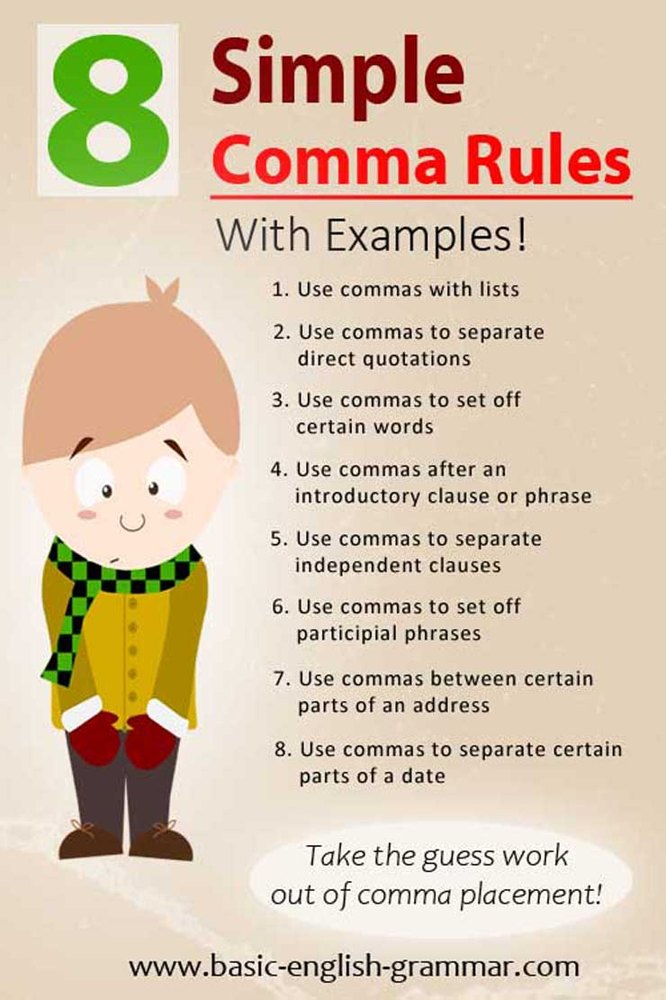 8
Simple
Comma Rules
With Examples!
1. Use commas with lists
2. Use commas to separate
direct quotations
3. Use commas to set off
certain words
4. Use commas after an
introductory clause or phrase
5. Use commas to separate
independent clauses
6. Use commas to set off
participial phrases
7. Use commas between certain
parts of an address
8. Use commas to separate certain
parts of a date
Take the guess work
out of comma placement!
www.basic-english-grammar.com